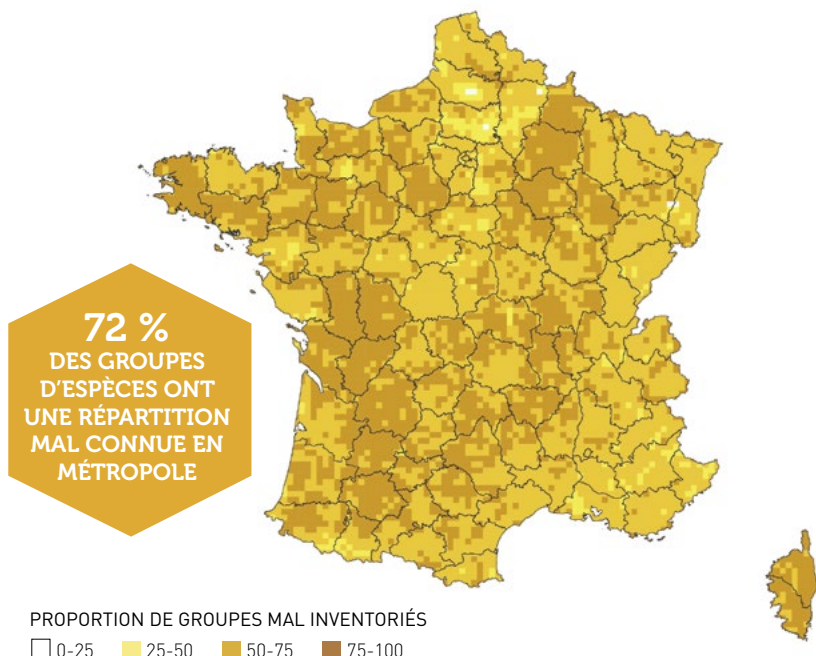 72 %
DES GROUPES
D'ESPÈCES ONT
UNE RÉPARTITION
MAL CONNUE EN
MÉTROPOLE
PROPORTION DE GROUPES MAL INVENTORIÉS
0-25 25-50 50-75 75-100